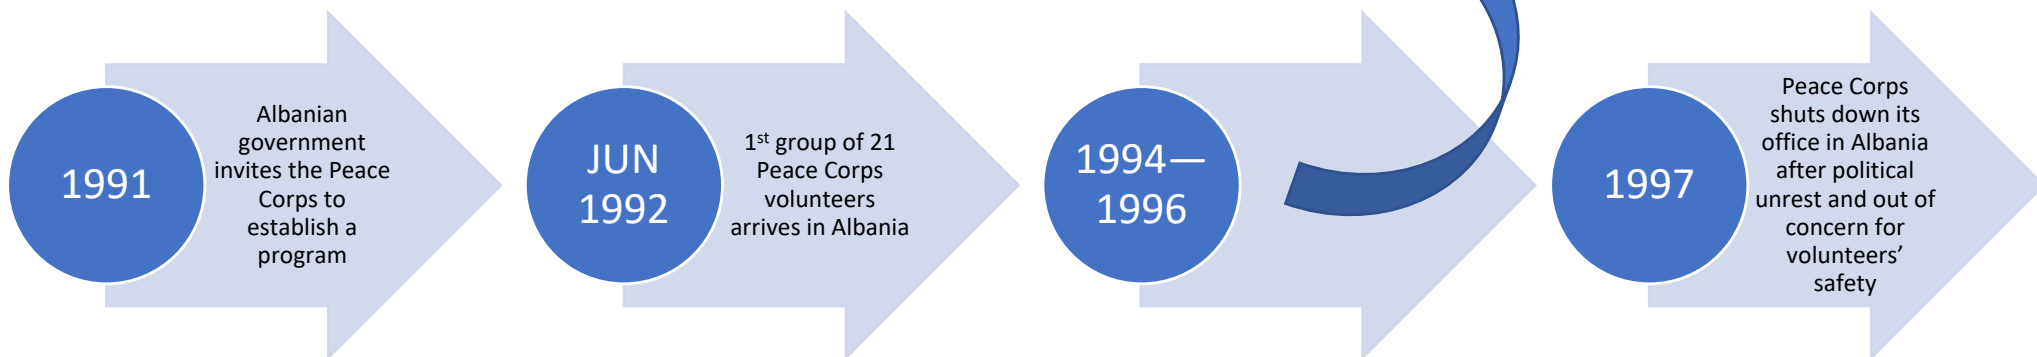 1991
Albanian
government
invites the Peace
Corps to
establish a
program
JUN
1992
1st group of 21
Peace Corps
volunteers
arrives in Albania
1994—
1996
1997
Peace Corps
shuts down its
office in Albania
after political
unrest and out of
concern for
volunteers’
safety